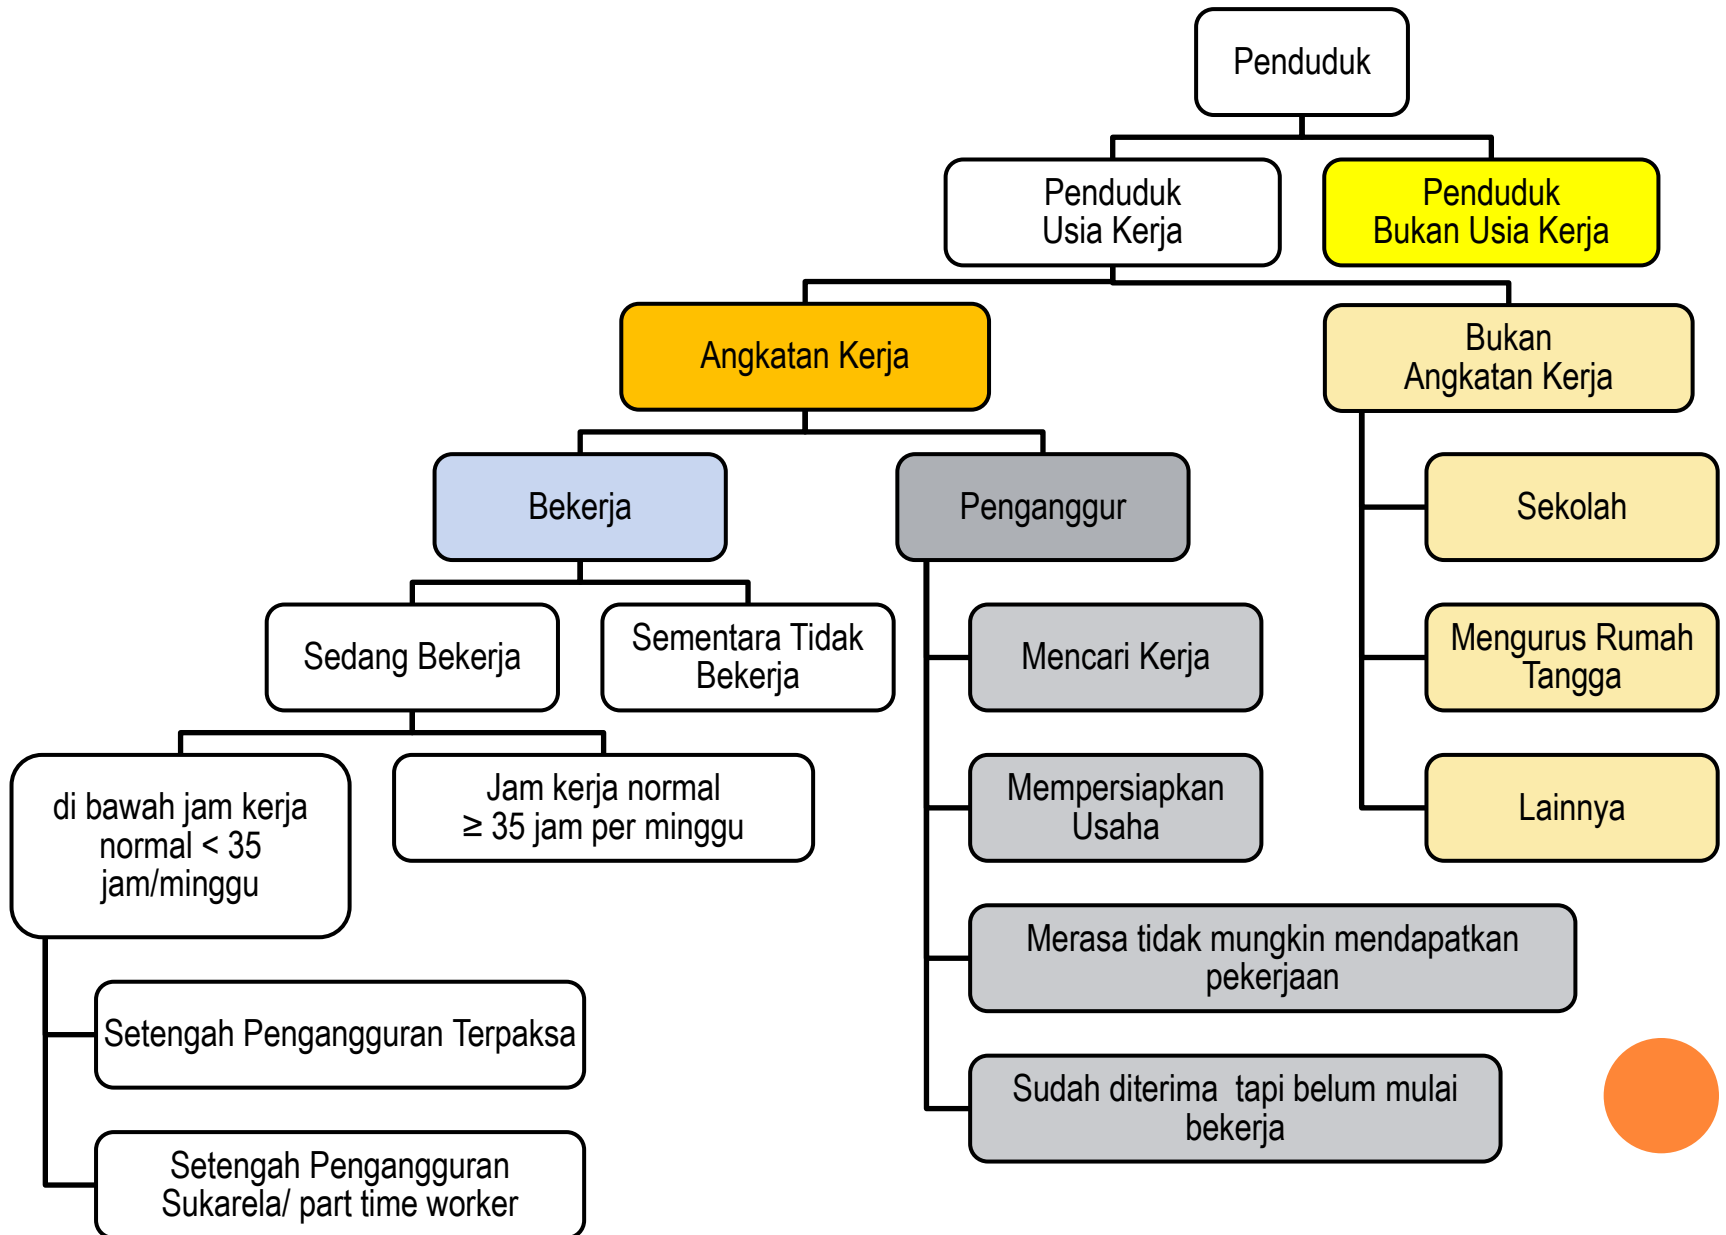 Penduduk
Penduduk
Usia Kerja
Penduduk
Bukan Usia Kerja
Angkatan Kerja
Bukan
Angkatan Kerja
Bekerja
Penganggur
Sekolah
Sedang Bekerja
Sementara Tidak
Bekerja
Mencari Kerja
Mengurus Rumah
Tangga
di bawah jam kerja
normal < 35
jam/minggu
Jam kerja normal
≥ 35 jam per minggu
Mempersiapkan
Usaha
Lainnya
Merasa tidak mungkin mendapatkan
pekerjaan
Setengah Pengangguran Terpaksa
Sudah diterima  tapi belum mulai
bekerja
Setengah Pengangguran
Sukarela/ part time worker